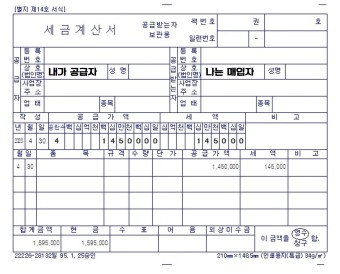 [별지 제14호 서식]
세금계산서
공급받는자
보관용
책번호 권 호
일련번호 -
공급자
등록번호
상호(법인명) 내가 공급자 성명
사업장주소
업태 종목
공급받는자
등록번호
상호(법인명) 나는 매입자 성명
사업장주소
업태 종목
작성 공급가액 세액 비고
년 월 일 공란수 백 십 억 천 백 십 만 천 백 십 일 십 억 천 백 십 만 천 백 십 일
4 30 4 1 4 5 0 0 0 0 1 4 5 0 0 0
월 일 품목 규격 수량 단가 공급가액 세액 비고
4 30 1,450,000 145,000
합계금액 현금 수표 어음 외상미수금
이 금액을 영수 청구 함.
1,595,000 1,595,000
22226-28132일 95. 1. 25승인
210㎜×148.5㎜ (인쇄용지(특급) 34g/㎡)